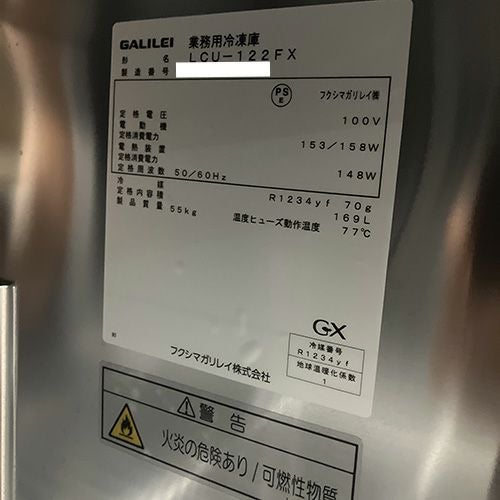 GALILEI 業務用冷凍庫
形名 LCU-122FX
製造番号
PS E フクシマガリレイ㈱
定格電圧 100V
電動機
定格消費電力 153/158W
電熱装置
定格消費電力 148W
定格周波数 50/60Hz
冷媒 R1234yf 70g
定格内容積 169L
製品質量 55kg 温度ヒューズ動作温度 77℃
GX
冷媒番号
R1234yf
地球温暖化係数
1
フクシマガリレイ株式会社
警告
火炎の危険あり/可燃性物質